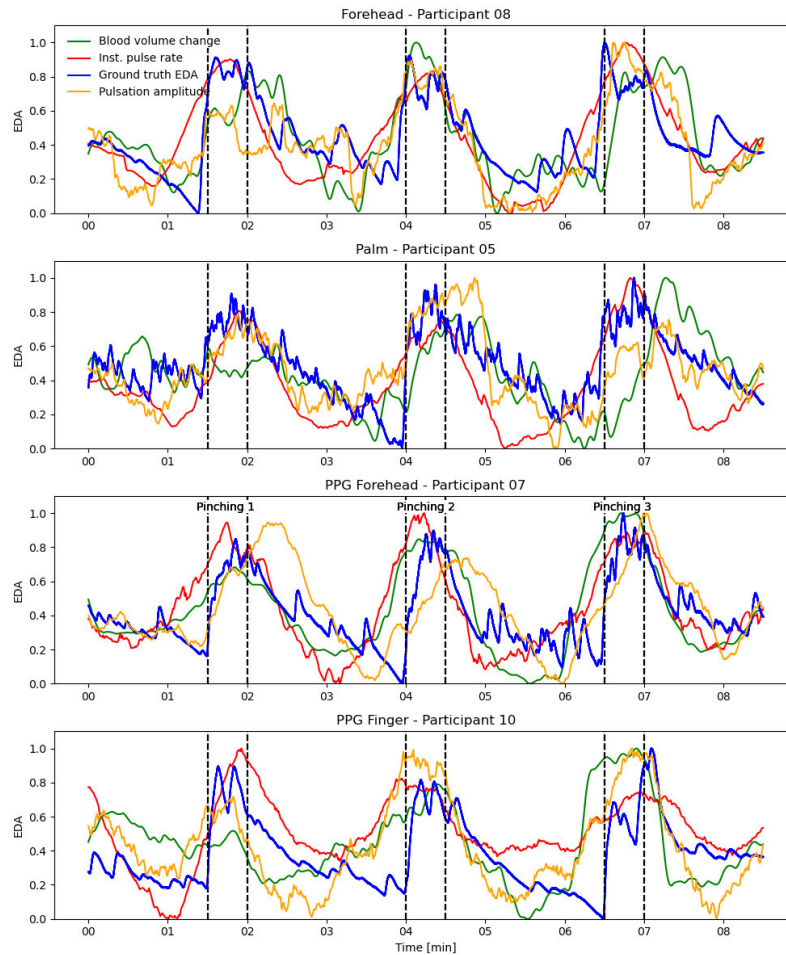 Forehead - Participant 08
Blood volume change
Inst. pulse rate
Ground truth EDA
Pulsation amplitude
EDA
1.0
0.8
0.6
0.4
0.2
0.0
00 01 02 03 04 05 06 07 08
Palm - Participant 05
EDA
1.0
0.8
0.6
0.4
0.2
0.0
00 01 02 03 04 05 06 07 08
PPG Forehead - Participant 07
Pinching 1 Pinching 2 Pinching 3
EDA
1.0
0.8
0.6
0.4
0.2
0.0
00 01 02 03 04 05 06 07 08
PPG Finger - Participant 10
EDA
1.0
0.8
0.6
0.4
0.2
0.0
00 01 02 03 04 05 06 07 08
Time [min]